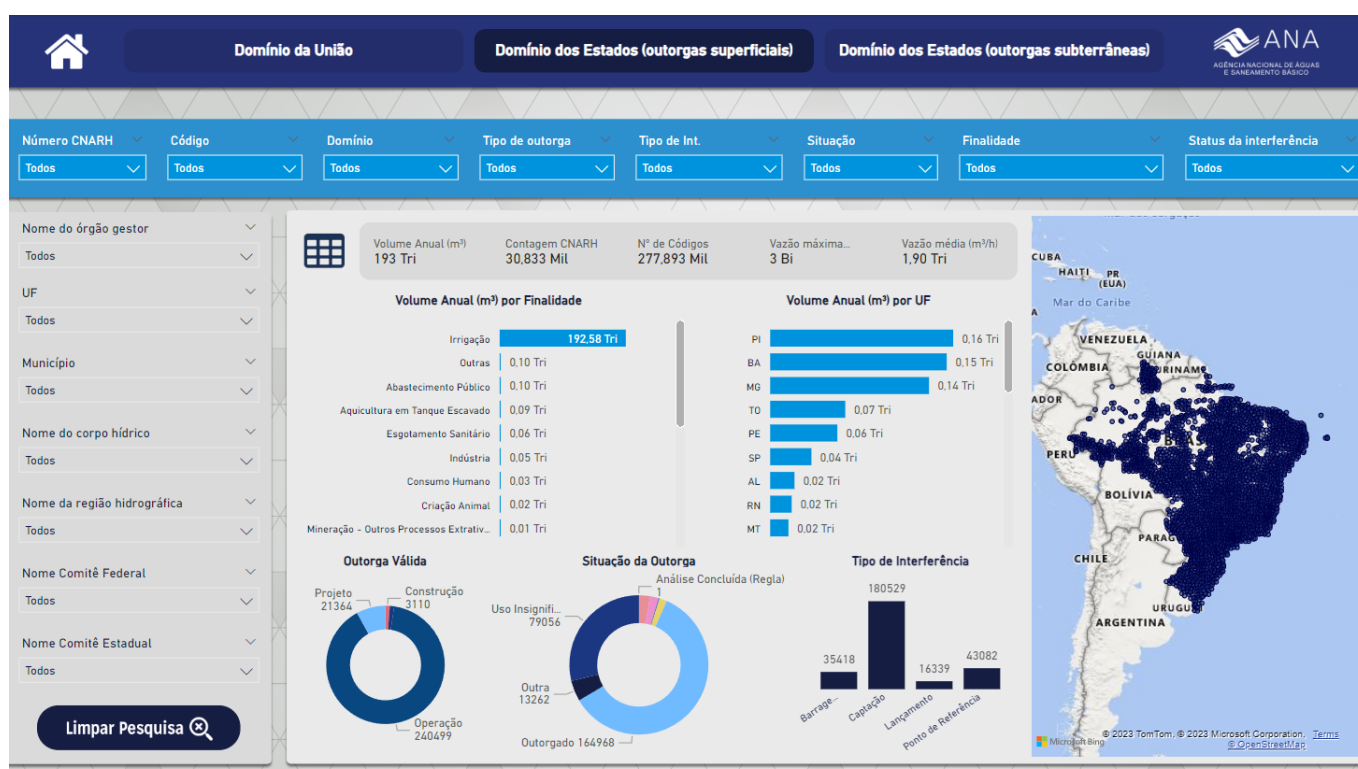 Domínio da União
Domínio dos Estados (outorgas superficiais)
Domínio dos Estados (outorgas subterrâneas)
ANA
AGÊNCIA NACIONAL DE ÁGUAS
E SANEAMENTO BÁSICO
Número CNARH
Código
Domínio
Tipo de outorga
Tipo de Int.
Situação
Finalidade
Status da interferência
Todos
Todos
Todos
Todos
Todos
Todos
Todos
Todos
Nome do órgão gestor
Todos
UF
Todos
Município
Todos
Nome do corpo hídrico
Todos
Nome da região hidrográfica
Todos
Nome Comitê Federal
Todos
Nome Comitê Estadual
Todos
Limpar Pesquisa
Volume Anual (m³)
193 Tri
Contagem CNARH
30,833 Mil
Nº de Códigos
277,893 Mil
Vazão máxima...
3 Bi
Vazão média (m³/h)
1,90 Tri
Volume Anual (m³) por Finalidade
Irrigação 192,58 Tri
Outras 0,10 Tri
Abastecimento Público 0,10 Tri
Aquicultura em Tanque Escavado 0,09 Tri
Esgotamento Sanitário 0,06 Tri
Indústria 0,05 Tri
Consumo Humano 0,03 Tri
Criação Animal 0,02 Tri
Mineração - Outros Processos Extrativ... 0,01 Tri
Volume Anual (m³) por UF
PI 0,16 Tri
BA 0,15 Tri
MG 0,14 Tri
TO 0,07 Tri
PE 0,06 Tri
SP 0,04 Tri
AL 0,02 Tri
RN 0,02 Tri
MT 0,02 Tri
Outorga Válida
Projeto
21364
Construção
3110
Operação
240499
Situação da Outorga
Análise Concluída (Regla)
1
Uso Insignifi...
79056
Outra
13262
Outorgado 164968
Tipo de Interferência
180529
35418
16339
43082
Barrage...
Captação
Lançamento
Ponto de Referência
CUBA
HAITI
PR
(EUA)
Mar do Caribe
VENEZUELA
GUIANA
URINAME
COLÔMBIA
ADOR
PERU
BOLÍVIA
PARAG
CHILE
URUGU
ARGENTINA
Microsoft Bing
© 2023 TomTom, © 2023 Microsoft Corporation, Terms
© OpenStreetMap